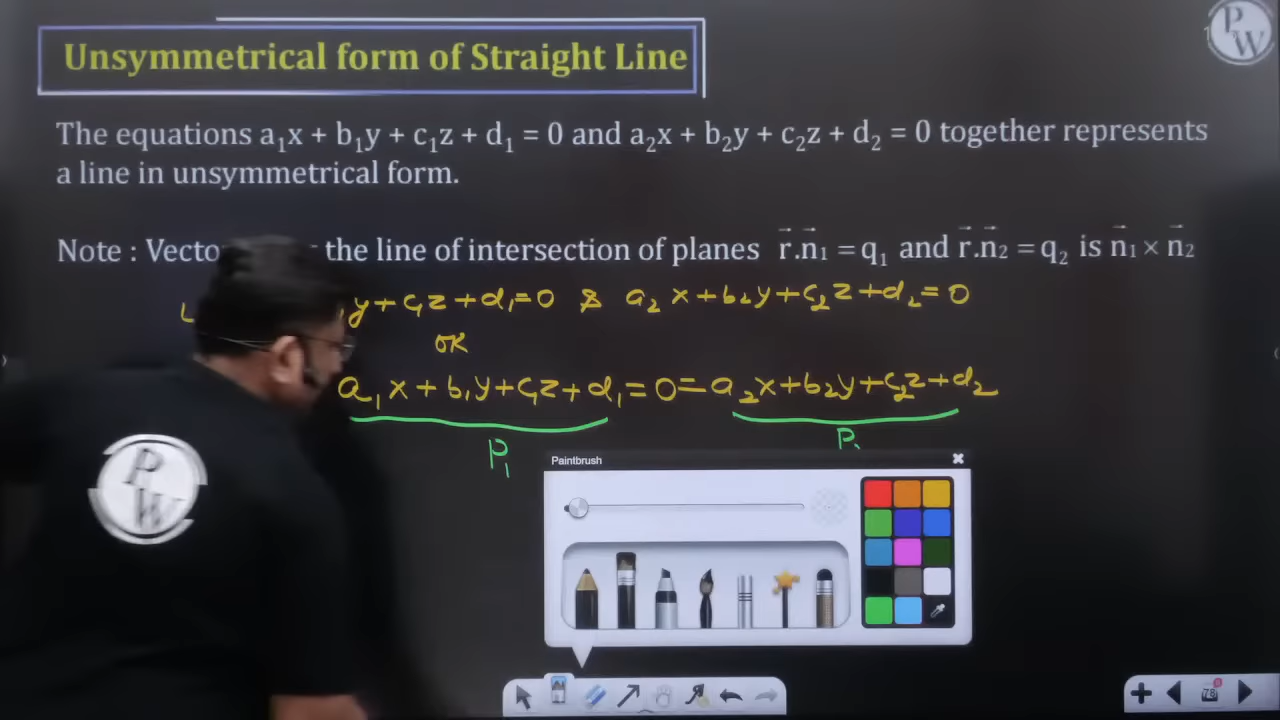 Unsymmetrical form of Straight Line
P W
The equations a₁x + b₁y + c₁z + d₁ = 0 and a₂x + b₂y + c₂z + d₂ = 0 together represents
a line in unsymmetrical form.
Note : the line of intersection of planes r⃗.n⃗₁ = q₁ and r⃗.n⃗₂ = q₂ is n⃗₁ × n⃗₂
y + c₁z + d₁ = 0 & a₂x + b₂y + c₂z + d₂ = 0
OR
a₁x + b₁y + c₁z + d₁ = 0 = a₂x + b₂y + c₂z + d₂
P₁ P
Paintbrush
P W
78